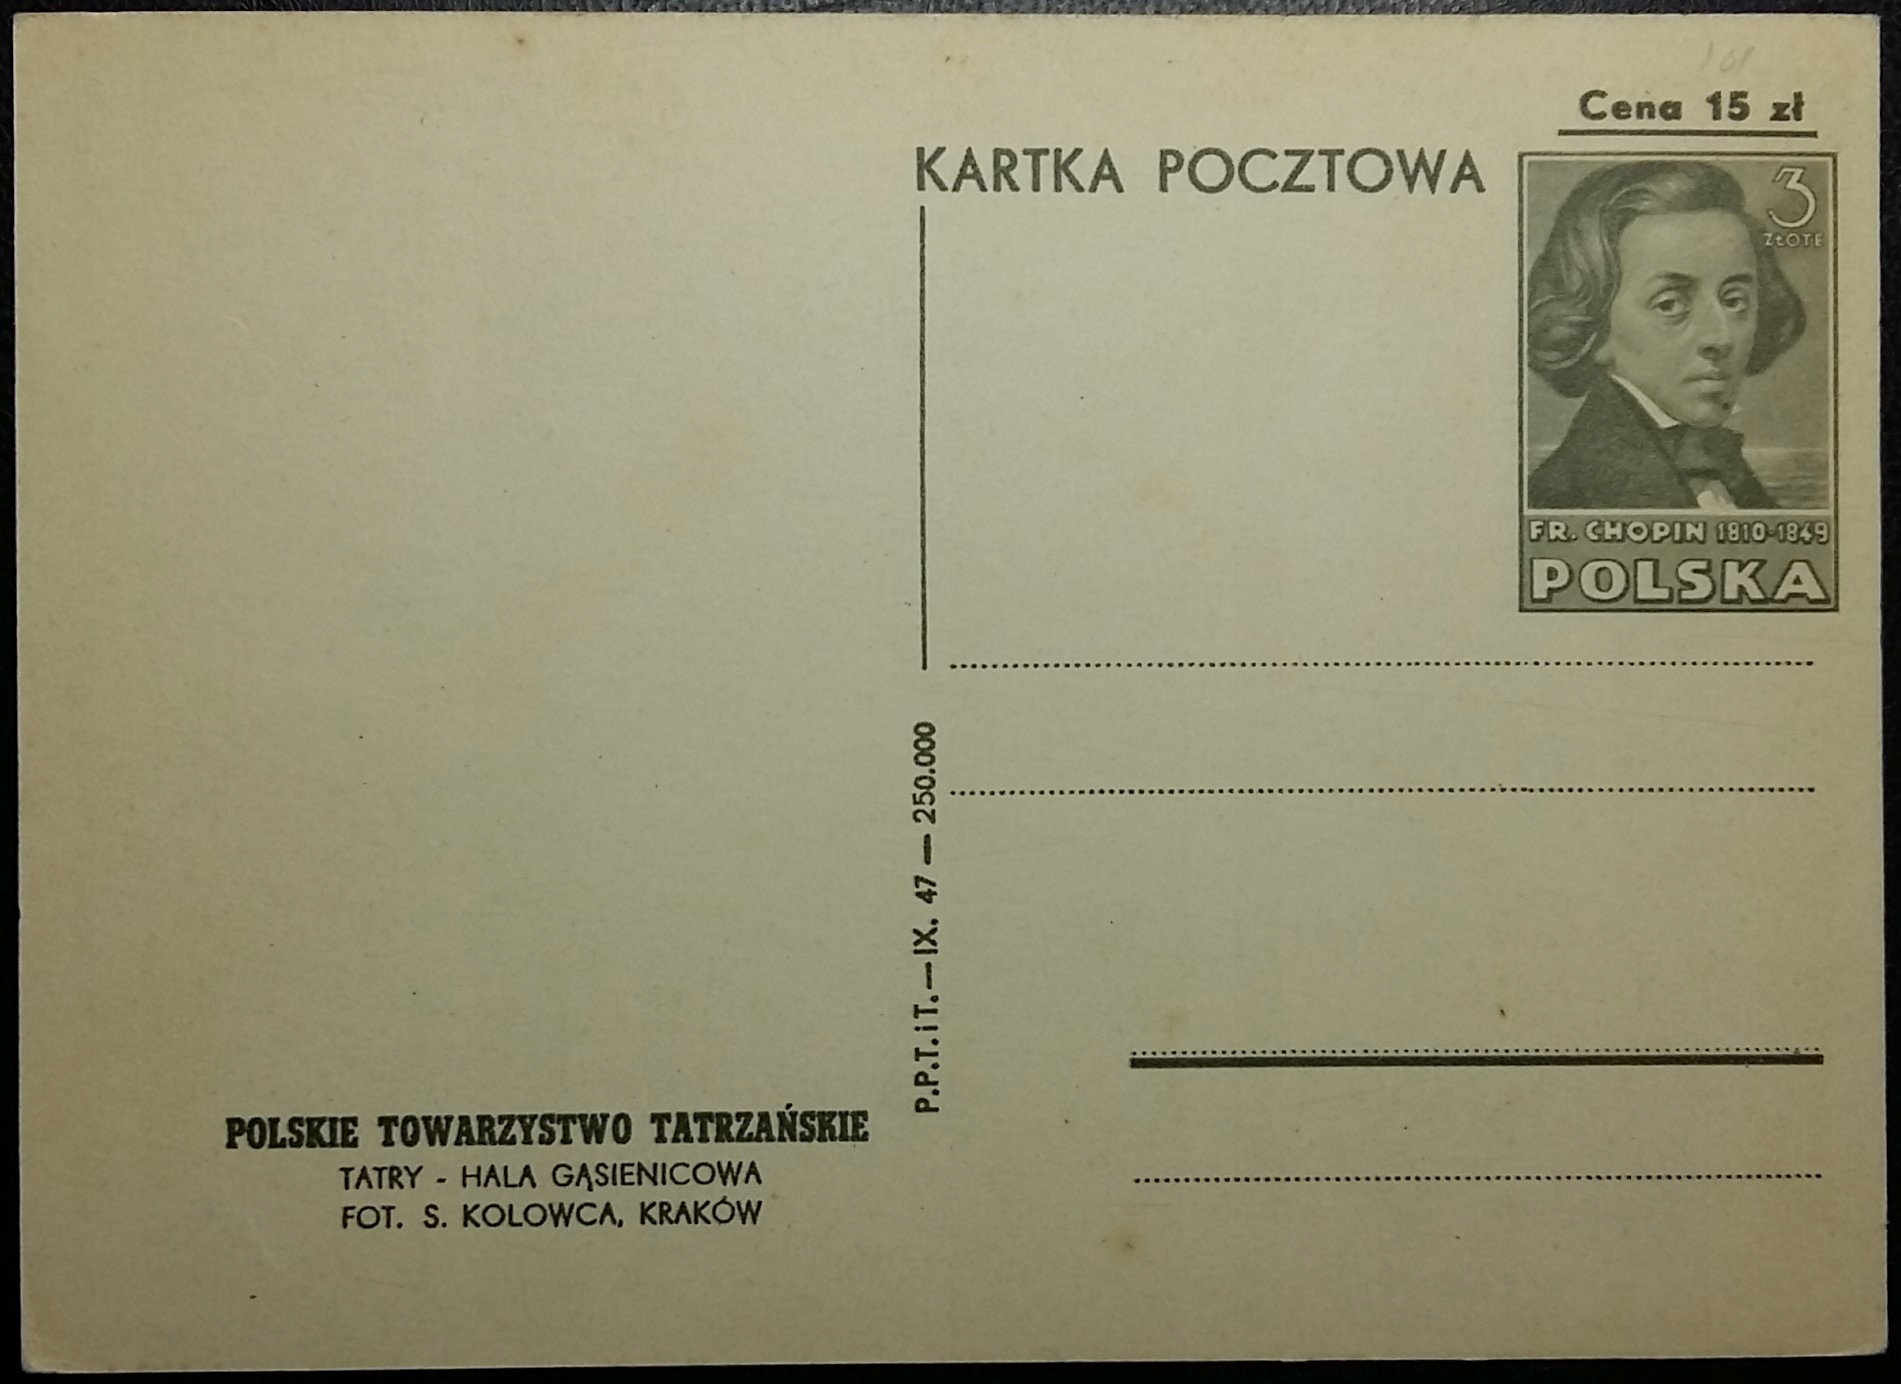 Cena 15 zł
KARTKA POCZTOWA
3
ZŁOTE
FR. CHOPIN 1810-1849
POLSKA
P.P.T.iT.—IX. 47 — 250.000
POLSKIE TOWARZYSTWO TATRZAŃSKIE
TATRY - HALA GĄSIENICOWA
FOT. S. KOLOWCA, KRAKÓW